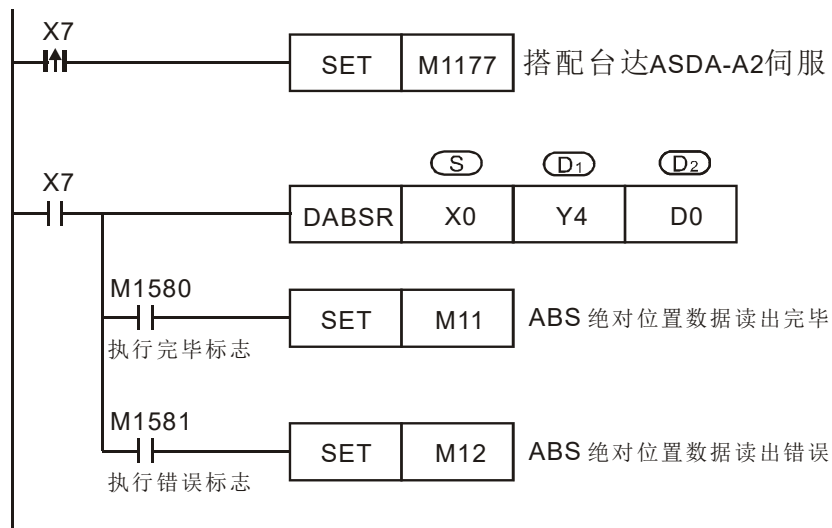 X7
SET M1177 搭配台达ASDA-A2伺服
S D1 D2
X7
DABSR X0 Y4 D0
M1580
SET M11 ABS 绝对位置数据读出完毕
执行完毕标志
M1581
SET M12 ABS 绝对位置数据读出错误
执行错误标志